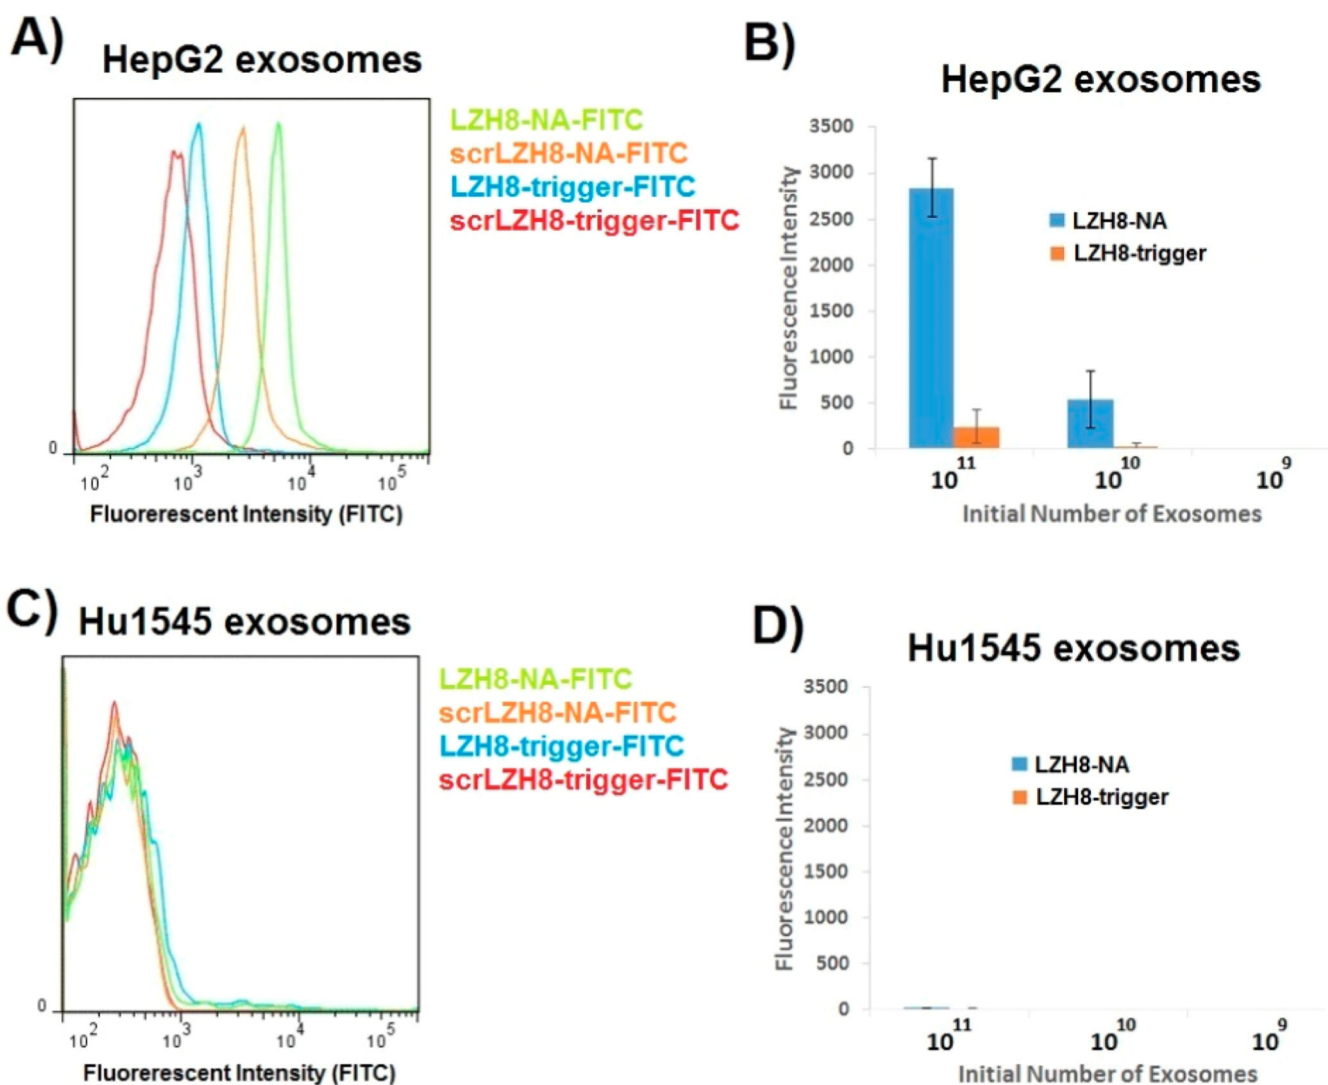 A)
HepG2 exosomes
LZH8-NA-FITC
scrLZH8-NA-FITC
LZH8-trigger-FITC
scrLZH8-trigger-FITC
0
10^2 10^3 10^4 10^5
Fluorerescent Intensity (FITC)
B)
HepG2 exosomes
Fluorescence Intensity
3500
3000
2500
2000
1500
1000
500
0
LZH8-NA
LZH8-trigger
10^11 10^10 10^9
Initial Number of Exosomes
C)
Hu1545 exosomes
LZH8-NA-FITC
scrLZH8-NA-FITC
LZH8-trigger-FITC
scrLZH8-trigger-FITC
0
10^2 10^3 10^4 10^5
Fluorerescent Intensity (FITC)
D)
Hu1545 exosomes
Fluorescence Intensity
3500
3000
2500
2000
1500
1000
500
0
LZH8-NA
LZH8-trigger
10^11 10^10 10^9
Initial Number of Exosomes